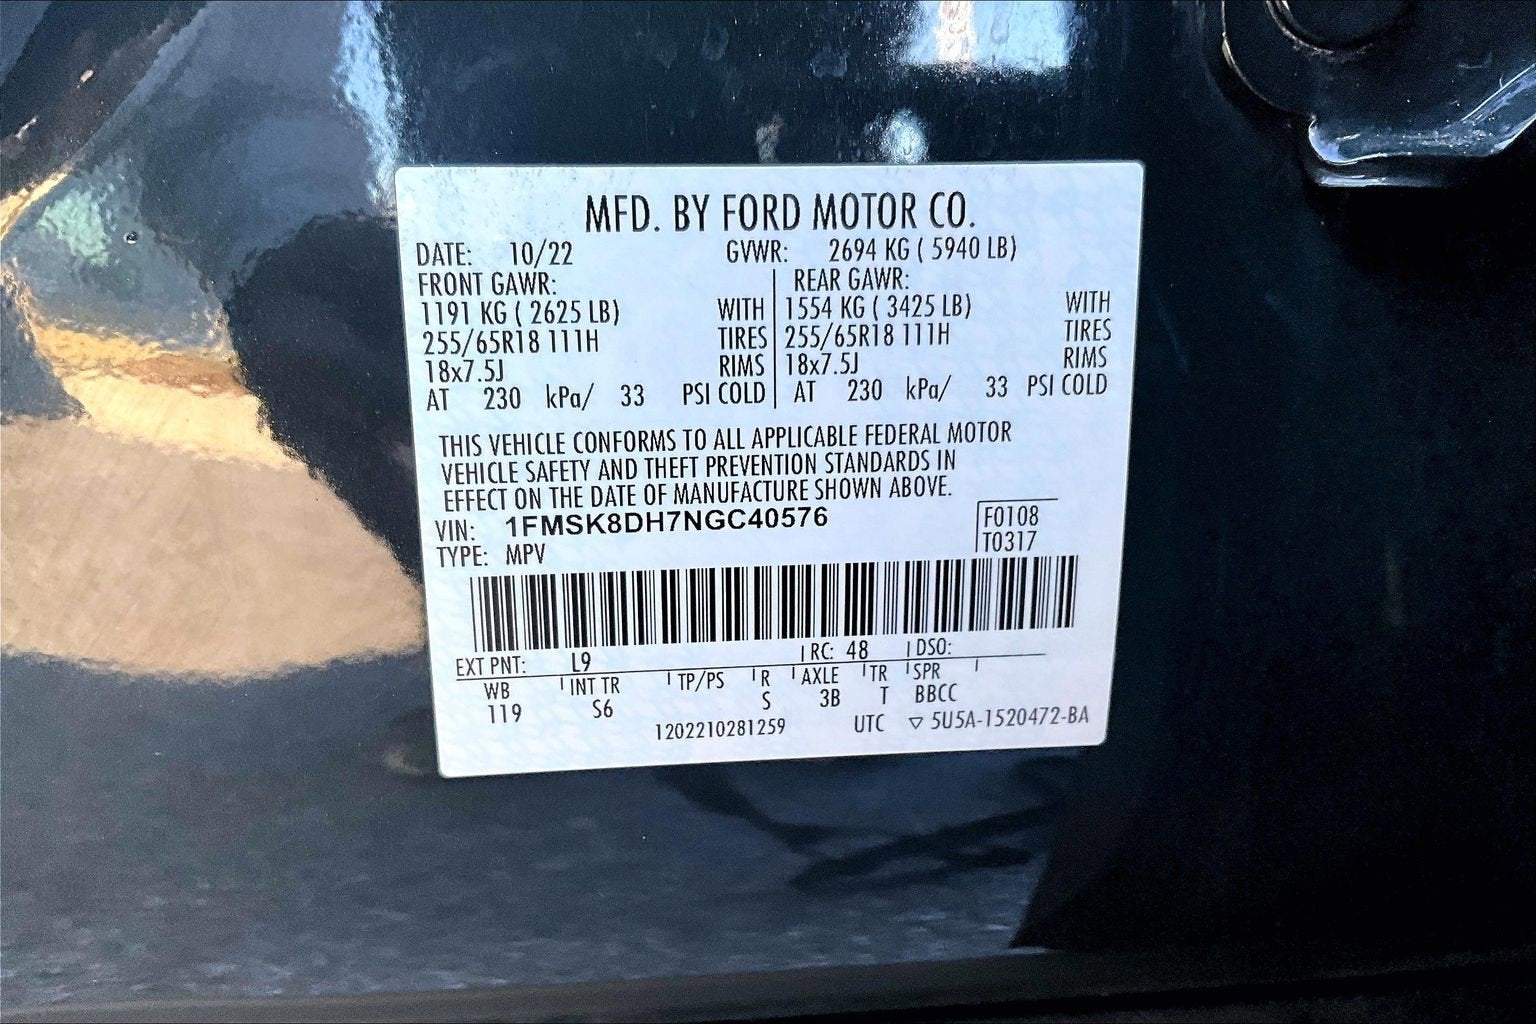 MFD. BY FORD MOTOR CO.
DATE: 10/22 GVWR: 2694 KG ( 5940 LB)
FRONT GAWR: REAR GAWR:
1191 KG ( 2625 LB) WITH 1554 KG ( 3425 LB) WITH
255/65R18 111H TIRES 255/65R18 111H TIRES
18x7.5J RIMS 18x7.5J RIMS
AT 230 kPa/ 33 PSI COLD AT 230 kPa/ 33 PSI COLD
THIS VEHICLE CONFORMS TO ALL APPLICABLE FEDERAL MOTOR
VEHICLE SAFETY AND THEFT PREVENTION STANDARDS IN
EFFECT ON THE DATE OF MANUFACTURE SHOWN ABOVE.
VIN: 1FMSK8DH7NGC40576 F0108
TYPE: MPV T0317
EXT PNT: L9 RC: 48 DSO:
WB INT TR TP/PS R AXLE TR SPR
119 S6 S 3B T BBCC
1202210281259 UTC ▽ 5U5A-1520472-BA